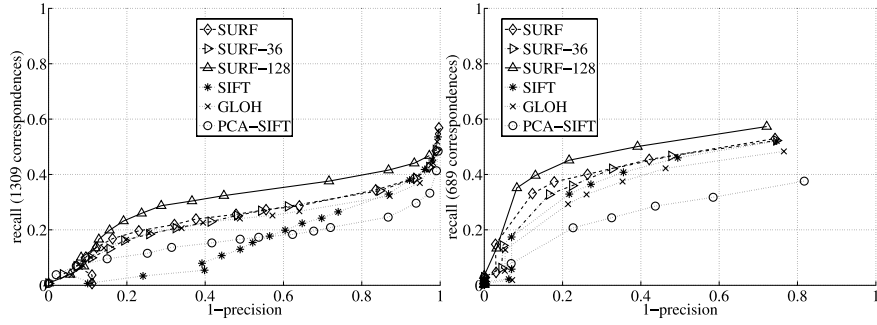 recall (1309 correspondences)
1
0.8
0.6
0.4
0.2
0
SURF
SURF−36
SURF−128
SIFT
GLOH
PCA−SIFT
0 0.2 0.4 0.6 0.8 1
1−precision
recall (689 correspondences)
1
0.8
0.6
0.4
0.2
0
SURF
SURF−36
SURF−128
SIFT
GLOH
PCA−SIFT
0 0.2 0.4 0.6 0.8 1
1−precision